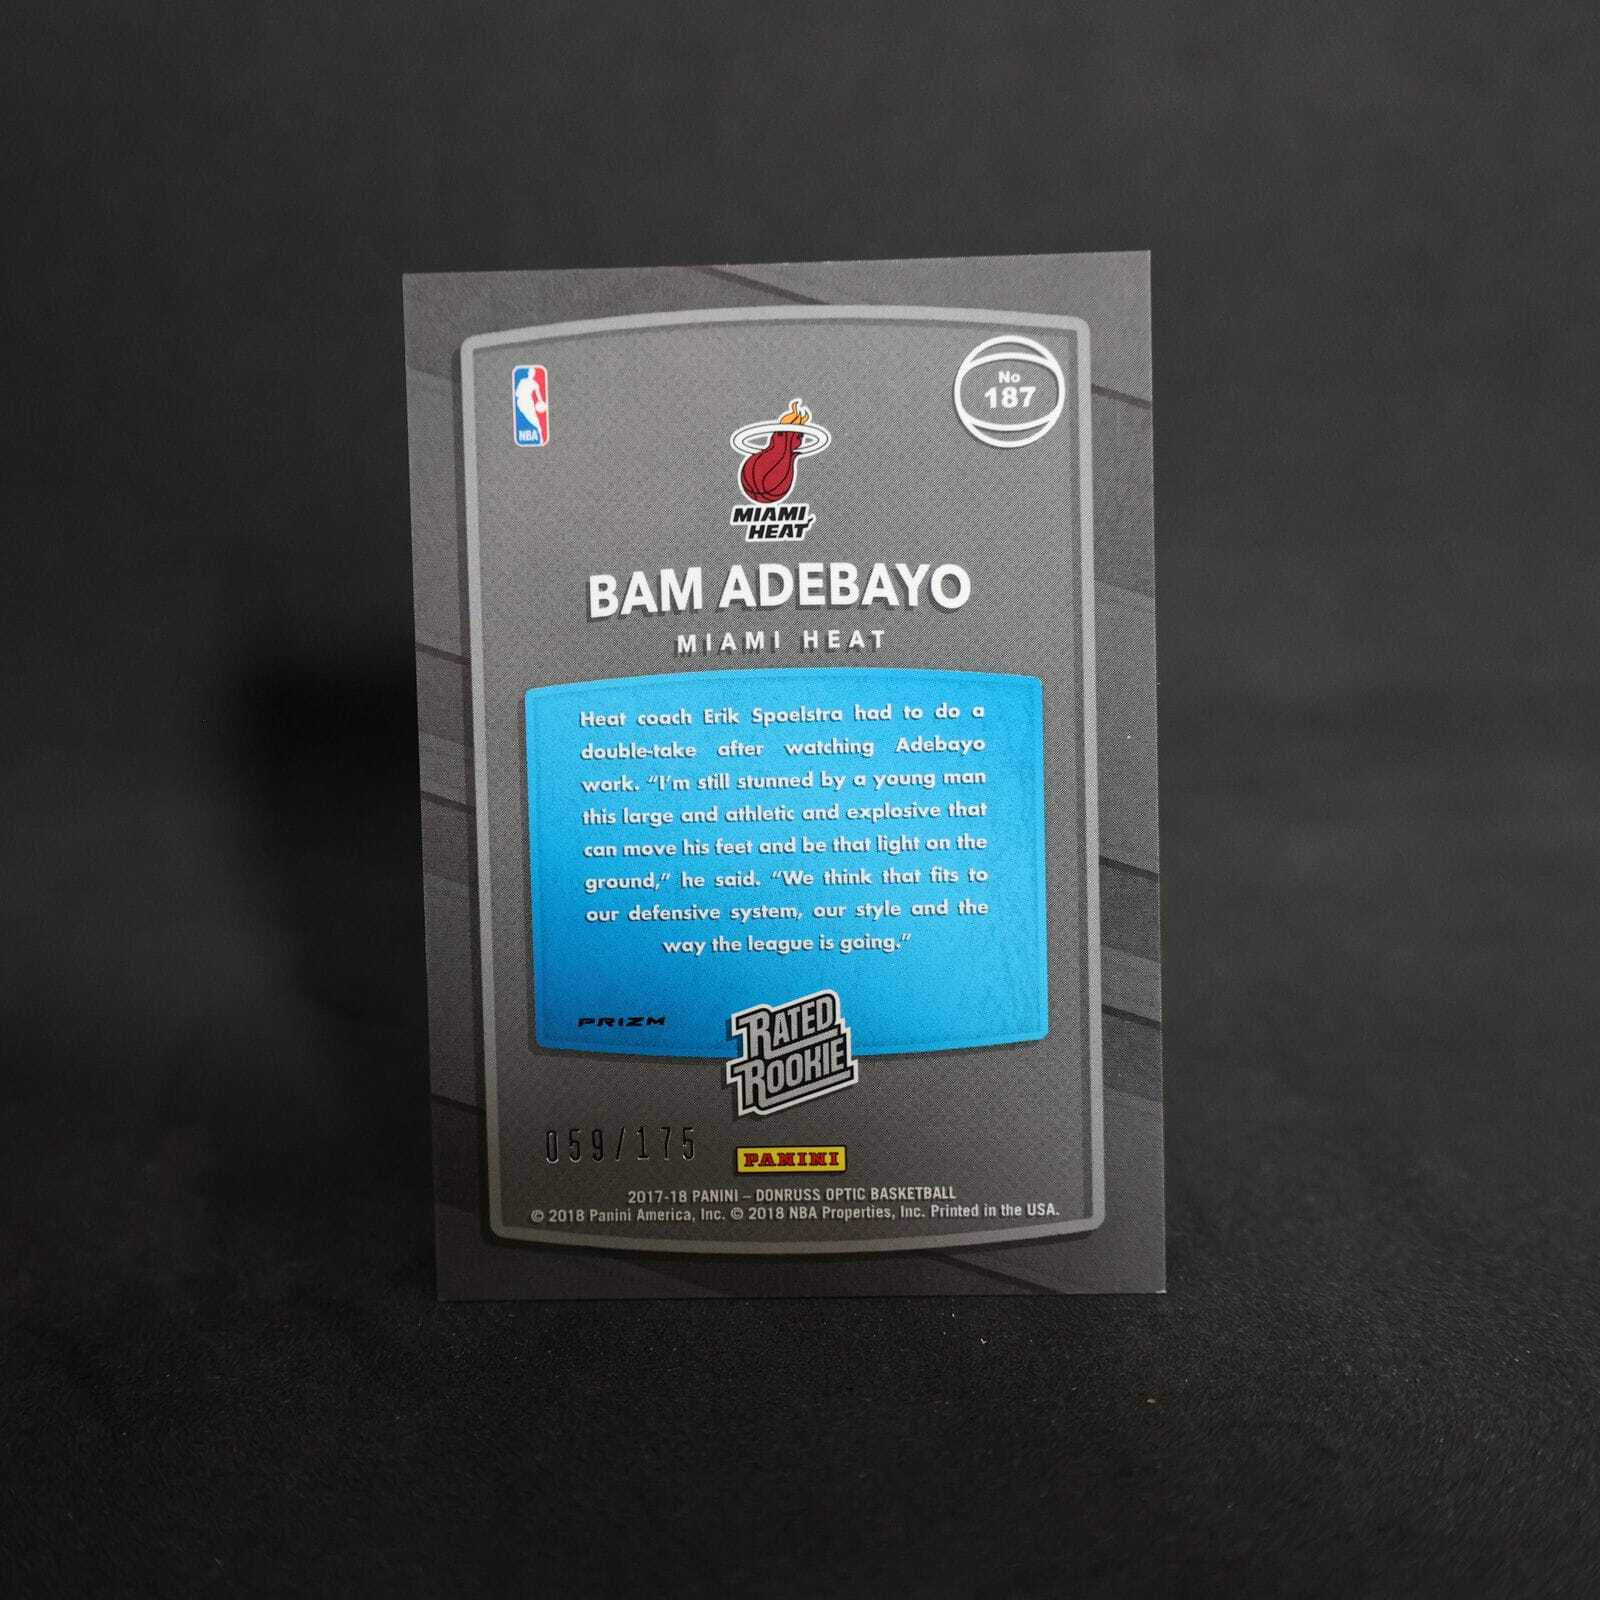 No
187
NBA
MIAMI
HEAT
BAM ADEBAYO
MIAMI HEAT
Heat coach Erik Spoelstra had to do a
double-take after watching Adebayo
work. “I’m still stunned by a young man
this large and athletic and explosive that
can move his feet and be that light on the
ground,” he said. “We think that fits to
our defensive system, our style and the
way the league is going.”
PRIZM
RATED
ROOKIE
059/175
PANINI
2017-18 PANINI – DONRUSS OPTIC BASKETBALL
© 2018 Panini America, Inc. © 2018 NBA Properties, Inc. Printed in the USA.